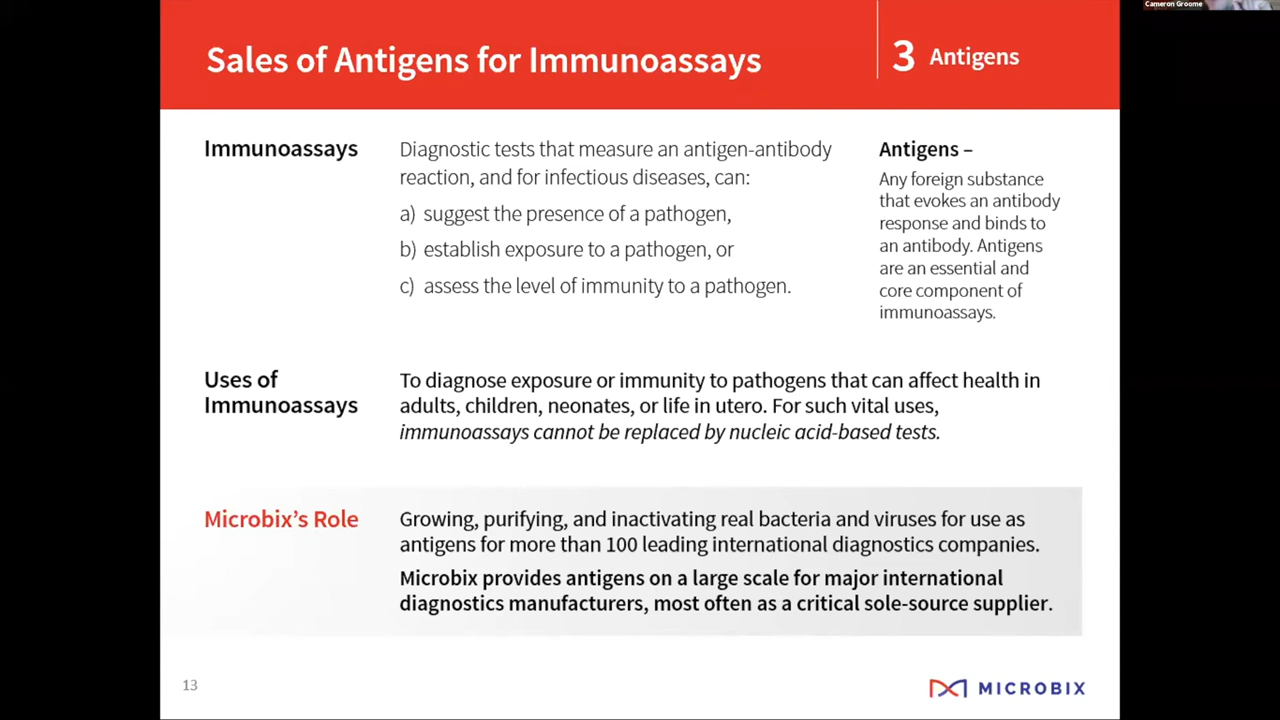 Cameron Groome
Sales of Antigens for Immunoassays
3 Antigens
Immunoassays
Diagnostic tests that measure an antigen-antibody
reaction, and for infectious diseases, can:
a) suggest the presence of a pathogen,
b) establish exposure to a pathogen, or
c) assess the level of immunity to a pathogen.
Antigens –
Any foreign substance
that evokes an antibody
response and binds to
an antibody. Antigens
are an essential and
core component of
immunoassays.
Uses of
Immunoassays
To diagnose exposure or immunity to pathogens that can affect health in
adults, children, neonates, or life in utero. For such vital uses,
immunoassays cannot be replaced by nucleic acid-based tests.
Microbix’s Role
Growing, purifying, and inactivating real bacteria and viruses for use as
antigens for more than 100 leading international diagnostics companies.
Microbix provides antigens on a large scale for major international
diagnostics manufacturers, most often as a critical sole-source supplier.
13
MICROBIX